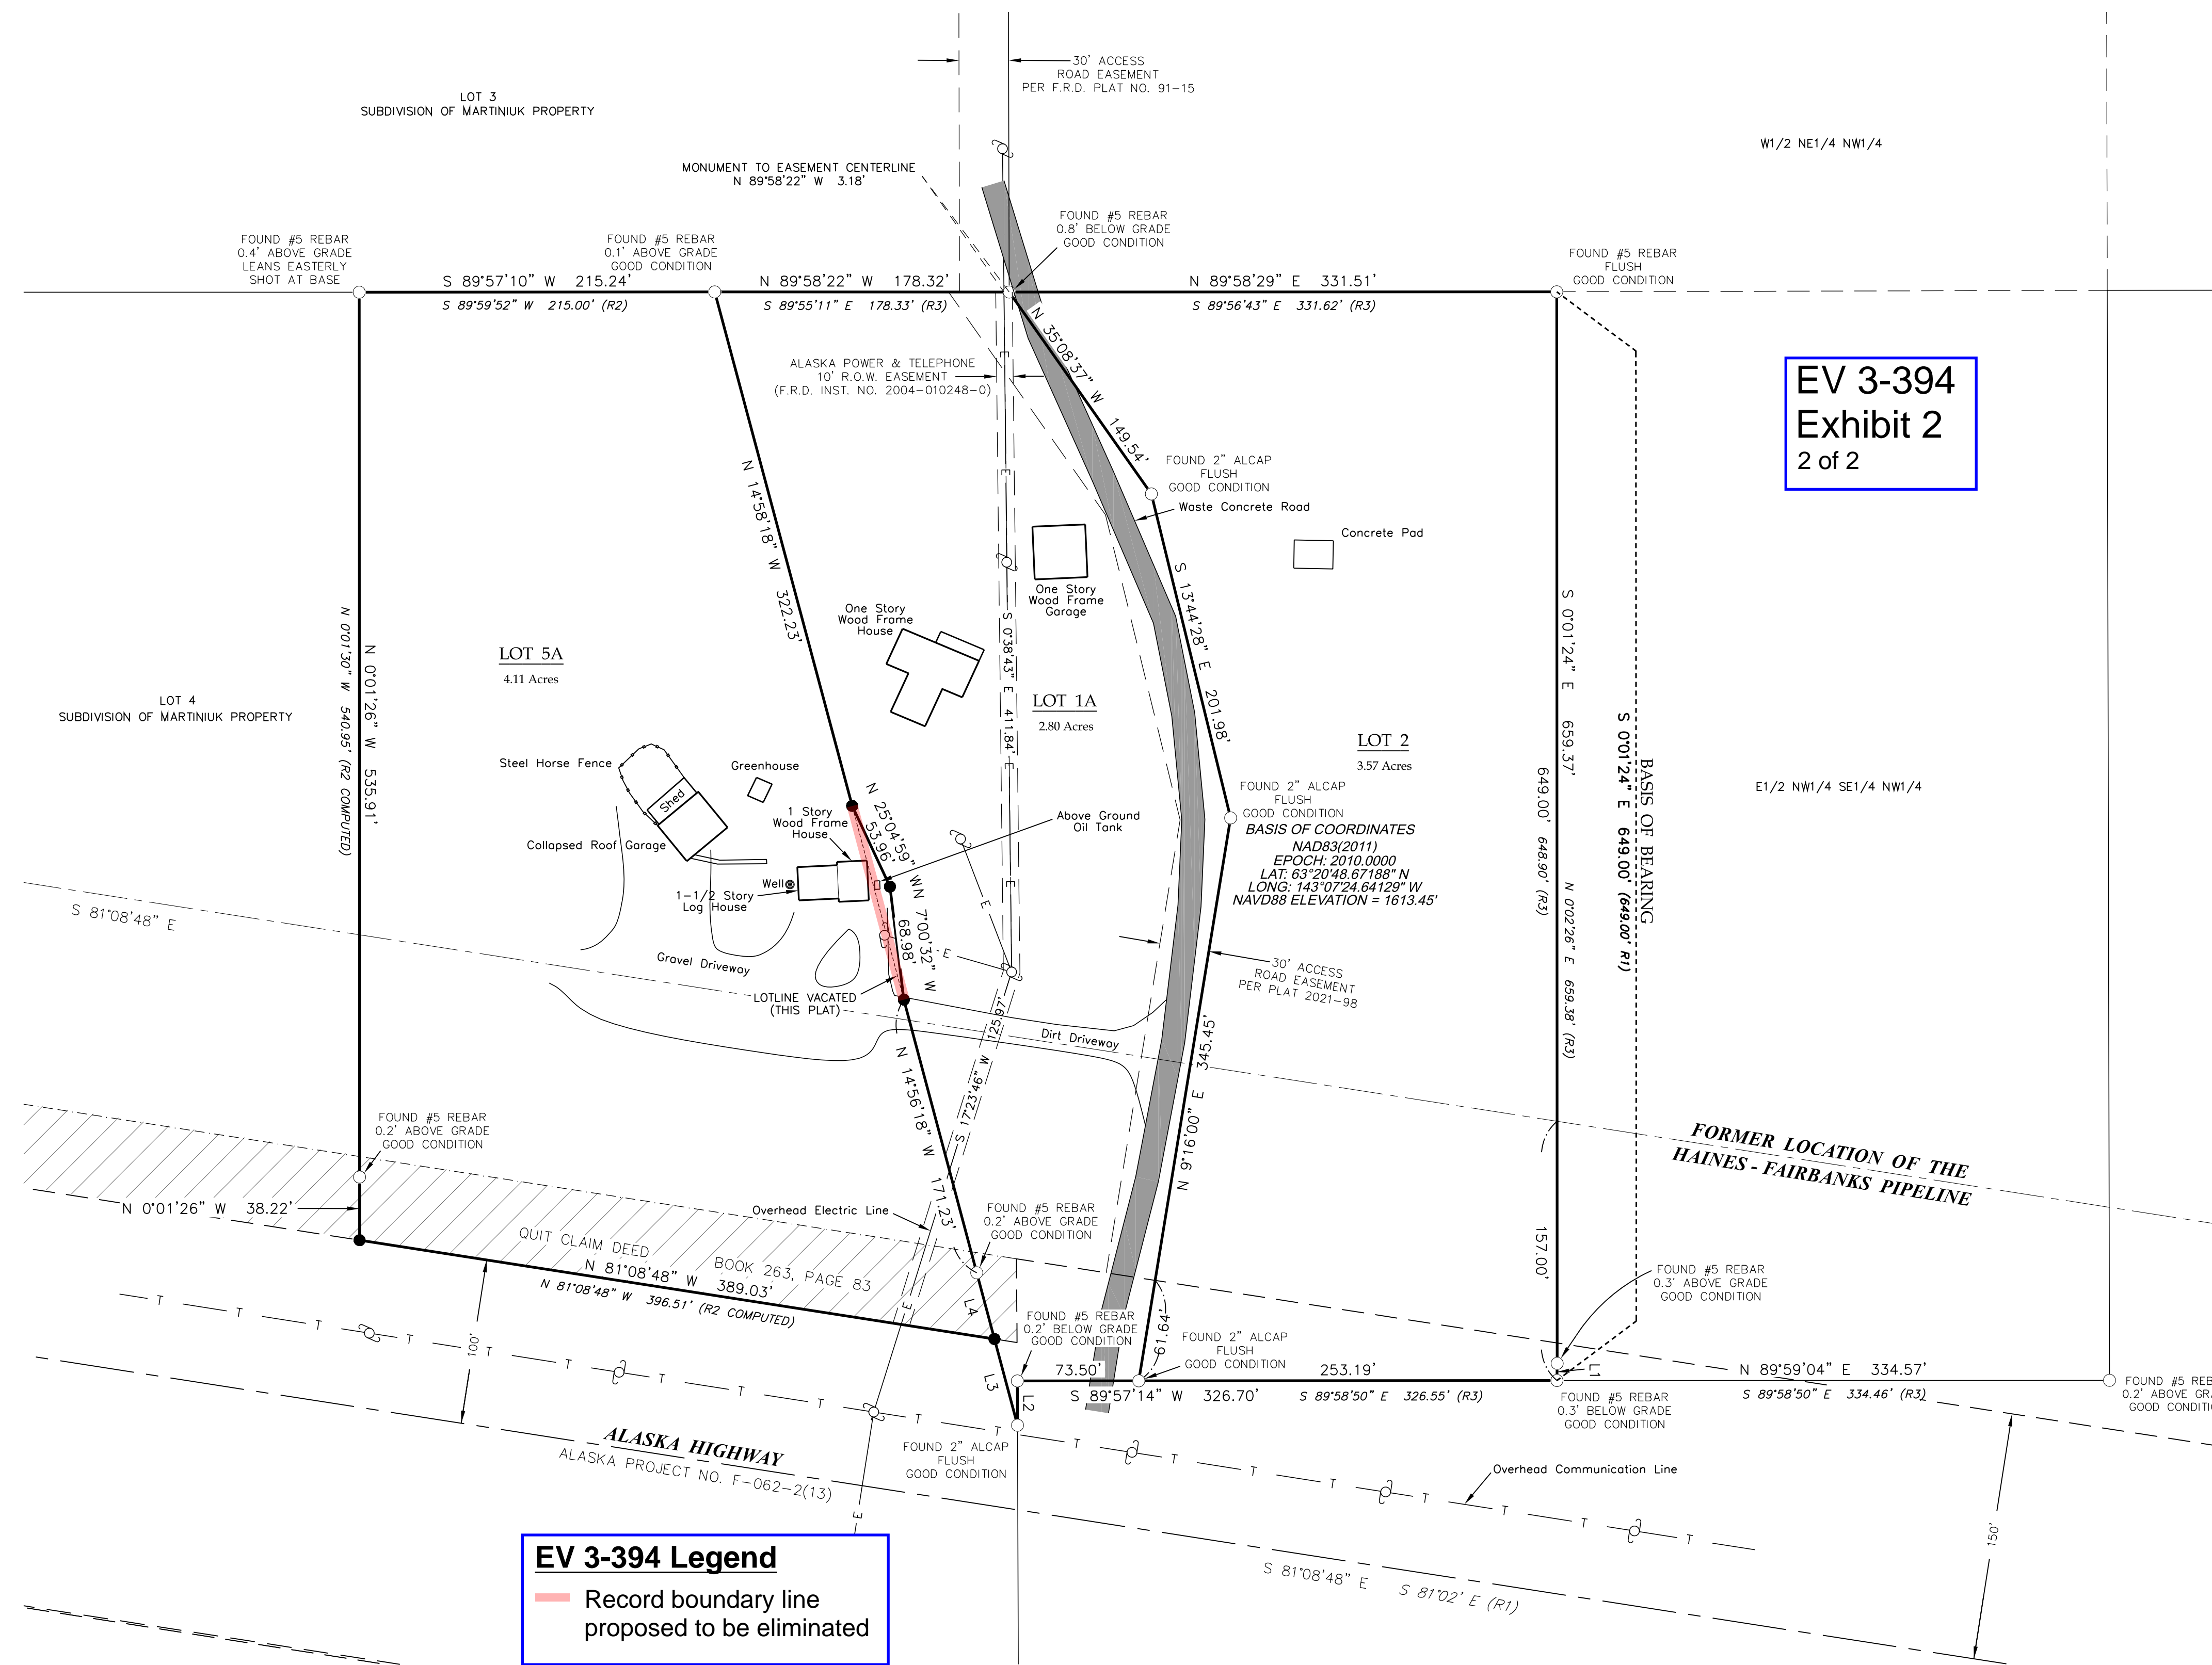 30' ACCESS
ROAD EASEMENT
PER F.R.D. PLAT NO. 91-15
LOT 3
SUBDIVISION OF MARTINIUK PROPERTY
W1/2 NE1/4 NW1/4
MONUMENT TO EASEMENT CENTERLINE
N 89°58'22" W 3.18'
FOUND #5 REBAR
0.8' BELOW GRADE
GOOD CONDITION
FOUND #5 REBAR
0.4' ABOVE GRADE
LEANS EASTERLY
SHOT AT BASE
FOUND #5 REBAR
0.1' ABOVE GRADE
GOOD CONDITION
FOUND #5 REBAR
FLUSH
GOOD CONDITION
S 89°57'10" W 215.24'
S 89°59'52" W 215.00' (R2)
N 89°58'22" W 178.32'
S 89°55'11" E 178.33' (R3)
N 89°58'29" E 331.51'
S 89°56'43" E 331.62' (R3)
N 35°08'37" W 149.54'
ALASKA POWER & TELEPHONE
10' R.O.W. EASEMENT
(F.R.D. INST. NO. 2004-010248-0)
EV 3-394
Exhibit 2
2 of 2
FOUND 2" ALCAP
FLUSH
GOOD CONDITION
Waste Concrete Road
Concrete Pad
N 14°58'18" W 322.23'
One Story
Wood Frame
Garage
One Story
Wood Frame
House
S 13°44'28" E 201.98'
S 0°38'43" E 411.84'
N 0°01'30" W 540.95' (R2 COMPUTED)
N 0°01'26" W 535.91'
LOT 5A
4.11 Acres
LOT 1A
2.80 Acres
LOT 2
3.57 Acres
LOT 4
SUBDIVISION OF MARTINIUK PROPERTY
S 0°01'24" E 659.37'
N 0°02'26" E 659.38' (R3)
649.00' 648.90' (R3)
S 0°01'24" E 649.00' (649.00' R1)
BASIS OF BEARING
E1/2 NW1/4 SE1/4 NW1/4
Steel Horse Fence
Shed
Greenhouse
Collapsed Roof Garage
1 Story
Wood Frame
House
N 25°04'59" W
53.96'
Above Ground
Oil Tank
Well
1-1/2 Story
Log House
N 7°00'32" W
68.98'
E
E
E
E
E
E
FOUND 2" ALCAP
FLUSH
GOOD CONDITION
BASIS OF COORDINATES
NAD83(2011)
EPOCH: 2010.0000
LAT: 63°20'48.67188" N
LONG: 143°07'24.64129" W
NAVD88 ELEVATION = 1613.45'
S 81°08'48" E
Gravel Driveway
LOTLINE VACATED
(THIS PLAT)
30' ACCESS
ROAD EASEMENT
PER PLAT 2021-98
Dirt Driveway
S 17°23'46" W 125.97'
N 14°56'18" W 171.23'
N 9°16'00" E 345.45'
FOUND #5 REBAR
0.2' ABOVE GRADE
GOOD CONDITION
N 0°01'26" W 38.22'
FORMER LOCATION OF THE
HAINES - FAIRBANKS PIPELINE
Overhead Electric Line
FOUND #5 REBAR
0.2' ABOVE GRADE
GOOD CONDITION
QUIT CLAIM DEED BOOK 263, PAGE 83
N 81°08'48" W 389.03'
N 81°08'48" W 396.51' (R2 COMPUTED)
157.00'
FOUND #5 REBAR
0.3' ABOVE GRADE
GOOD CONDITION
L4
E
FOUND #5 REBAR
0.2' BELOW GRADE
GOOD CONDITION
61.64'
FOUND 2" ALCAP
FLUSH
GOOD CONDITION
L1
73.50'
253.19'
S 89°57'14" W 326.70'
S 89°58'50" E 326.55' (R3)
N 89°59'04" E 334.57'
S 89°58'50" E 334.46' (R3)
L3
L2
FOUND #5 REBAR
0.3' BELOW GRADE
GOOD CONDITION
FOUND #5 REB
0.2' ABOVE GR
GOOD CONDITI
100'
T T T T T T T T T T T T T T T T T T
FOUND 2" ALCAP
FLUSH
GOOD CONDITION
ALASKA HIGHWAY
ALASKA PROJECT NO. F-062-2(13)
Overhead Communication Line
E
150'
S 81°08'48" E S 81°02' E (R1)
EV 3-394 Legend
Record boundary line
proposed to be eliminated